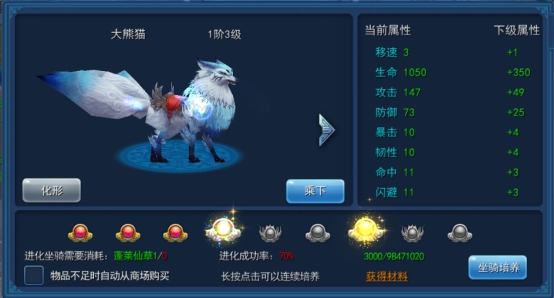 大熊猫 1阶3级
当前属性 下级属性
移速 3 +1
生命 1050 +350
攻击 147 +49
防御 73 +25
暴击 10 +4
韧性 10 +4
命中 11 +3
闪避 11 +3
化形 乘下
进化坐骑需要消耗：蓬莱仙草1/3 进化成功率：70% 3000/98471020
物品不足时自动从商场购买 长按点击可以连续培养 获得材料 坐骑培养